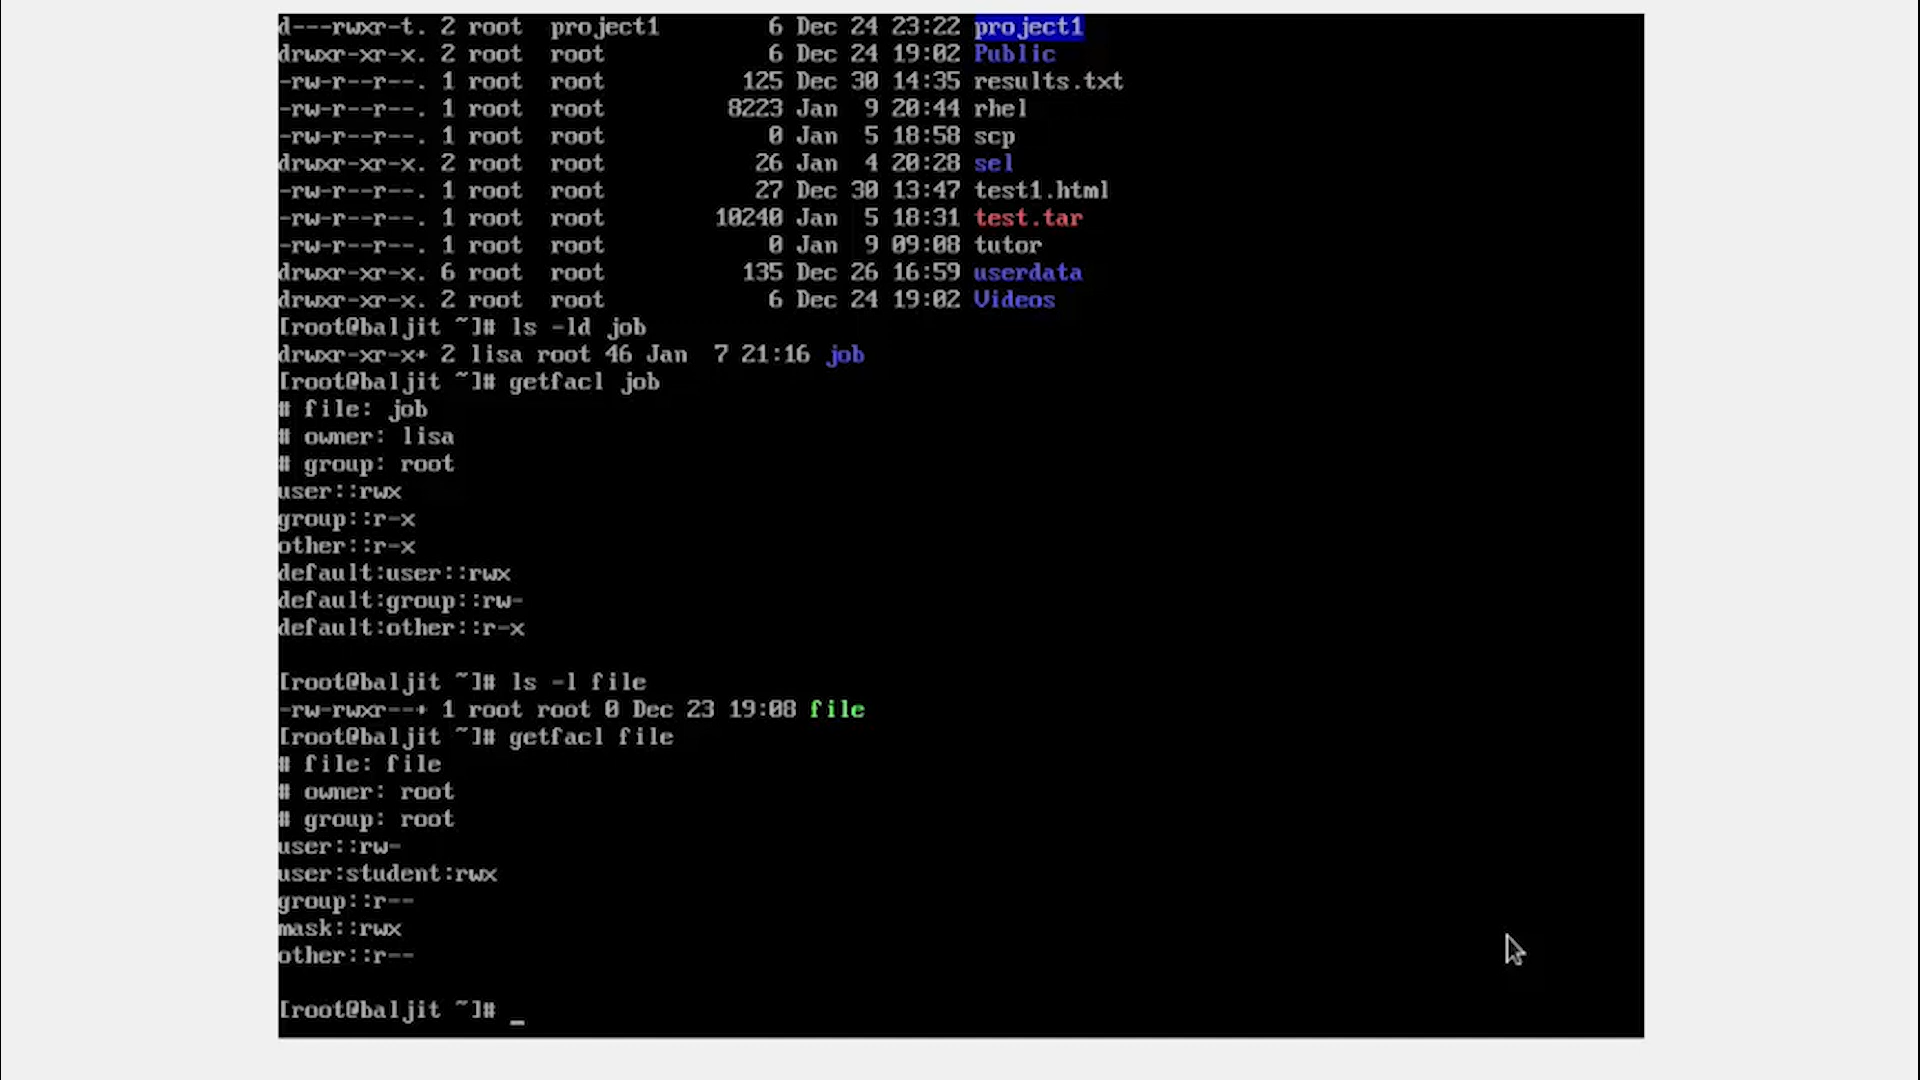 d---rwxr-t. 2 root  project1        6 Dec 24 23:22 project1
drwxr-xr-x. 2 root  root            6 Dec 24 19:02 Public
-rw-r--r--. 1 root  root          125 Dec 30 14:35 results.txt
-rw-r--r--. 1 root  root         8223 Jan  9 20:44 rhel
-rw-r--r--. 1 root  root            0 Jan  5 18:58 scp
drwxr-xr-x. 2 root  root           26 Jan  4 20:28 sel
-rw-r--r--. 1 root  root           27 Dec 30 13:47 test1.html
-rw-r--r--. 1 root  root        10240 Jan  5 18:31 test.tar
-rw-r--r--. 1 root  root            0 Jan  9 09:08 tutor
drwxr-xr-x. 6 root  root          135 Dec 26 16:59 userdata
drwxr-xr-x. 2 root  root            6 Dec 24 19:02 Videos
[root@baljit ~]# ls -ld job
drwxr-xr-x+ 2 lisa root 46 Jan  7 21:16 job
[root@baljit ~]# getfacl job
# file: job
# owner: lisa
# group: root
user::rwx
group::r-x
other::r-x
default:user::rwx
default:group::rw-
default:other::r-x
[root@baljit ~]# ls -l file
-rw-rwxr--+ 1 root root 0 Dec 23 19:08 file
[root@baljit ~]# getfacl file
# file: file
# owner: root
# group: root
user::rw-
user:student:rwx
group::r--
mask::rwx
other::r--
[root@baljit ~]# _